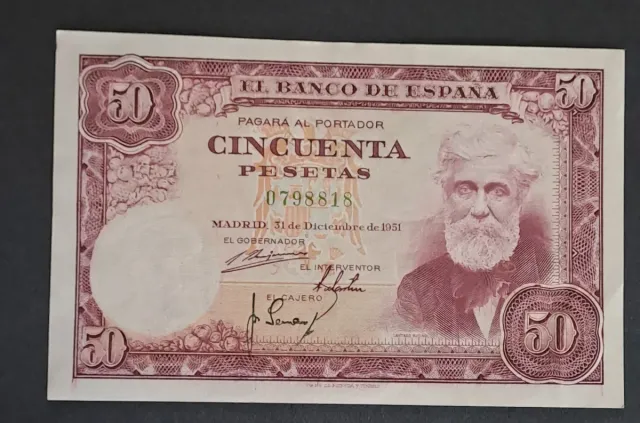 50 EL BANCO DE ESPAÑA 50
PAGARA AL PORTADOR
CINCUENTA
PESETAS
0798818
MADRID, 31 de Diciembre de 1951
EL GOBERNADOR
EL INTERVENTOR
EL CAJERO
50 50